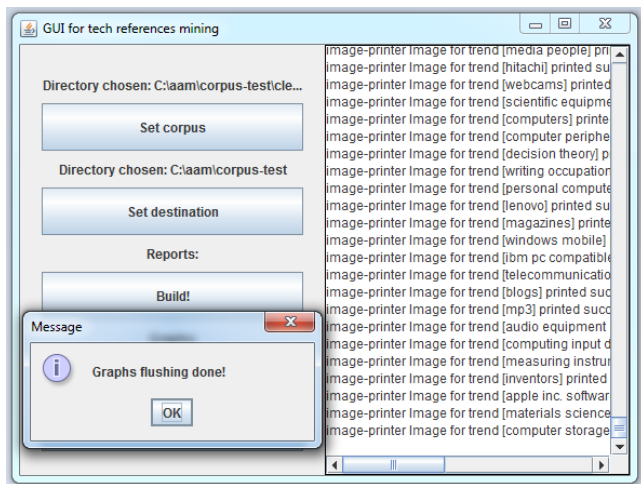 GUI for tech references mining
Directory chosen: C:\aam\corpus-test\cle...
Set corpus
Directory chosen: C:\aam\corpus-test
Set destination
Reports:
Build!
Message
Graphs flushing done!
OK
image-printer Image for trend [media people] pri
image-printer Image for trend [hitachi] printed su
image-printer Image for trend [webcams] printed
image-printer Image for trend [scientific equipme
image-printer Image for trend [computers] printe
image-printer Image for trend [computer periphe
image-printer Image for trend [decision theory] p
image-printer Image for trend [writing occupation
image-printer Image for trend [personal compute
image-printer Image for trend [lenovo] printed su
image-printer Image for trend [magazines] printe
image-printer Image for trend [windows mobile]
image-printer Image for trend [ibm pc compatible
image-printer Image for trend [telecommunicatio
image-printer Image for trend [blogs] printed suc
image-printer Image for trend [mp3] printed succ
image-printer Image for trend [audio equipment
image-printer Image for trend [computing input d
image-printer Image for trend [measuring instrur
image-printer Image for trend [inventors] printed
image-printer Image for trend [apple inc. softwar
image-printer Image for trend [materials science
image-printer Image for trend [computer storage